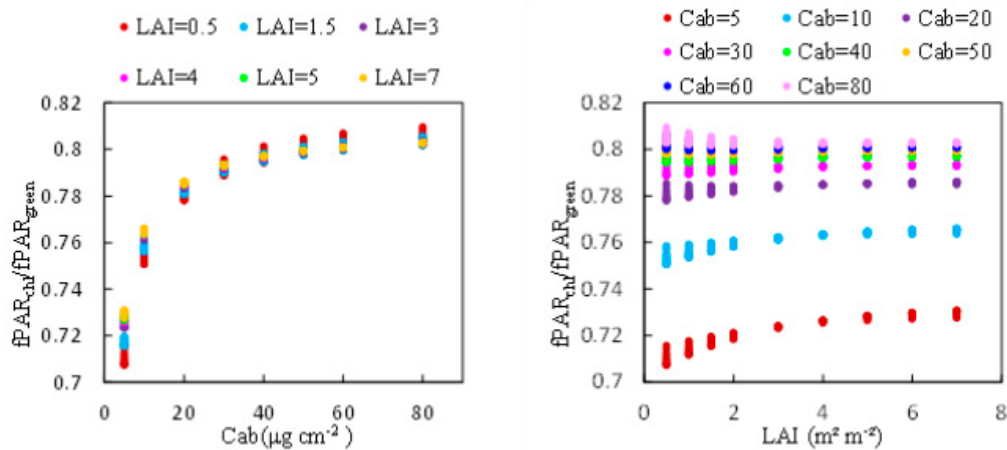 LAI=0.5 LAI=1.5 LAI=3
LAI=4 LAI=5 LAI=7
fPARchl/fPARgreen
0.82
0.8
0.78
0.76
0.74
0.72
0.7
0 20 40 60 80
Cab(μg cm-2 )
Cab=5 Cab=10 Cab=20
Cab=30 Cab=40 Cab=50
Cab=60 Cab=80
fPARchl/fPARgreen
0.82
0.8
0.78
0.76
0.74
0.72
0.7
0 2 4 6 8
LAI (m² m-²)